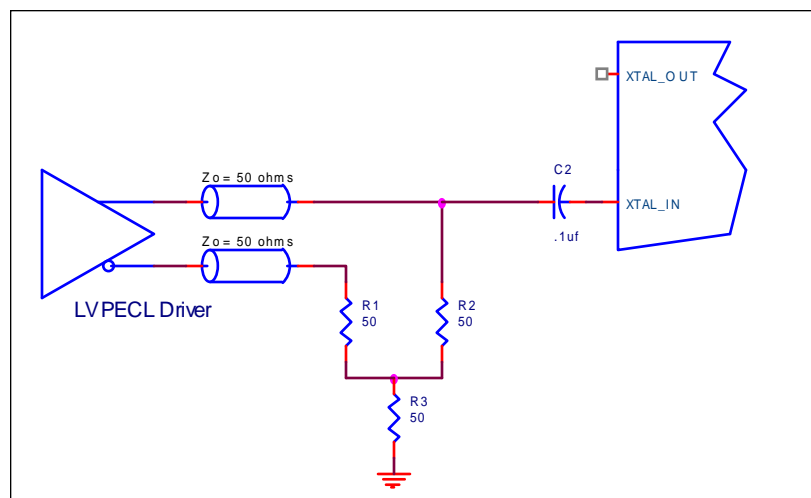 XTAL_OUT
Zo = 50 ohms
C2
XTAL_IN
.1uf
Zo = 50 ohms
LVPECL Driver
R1
50
R2
50
R3
50